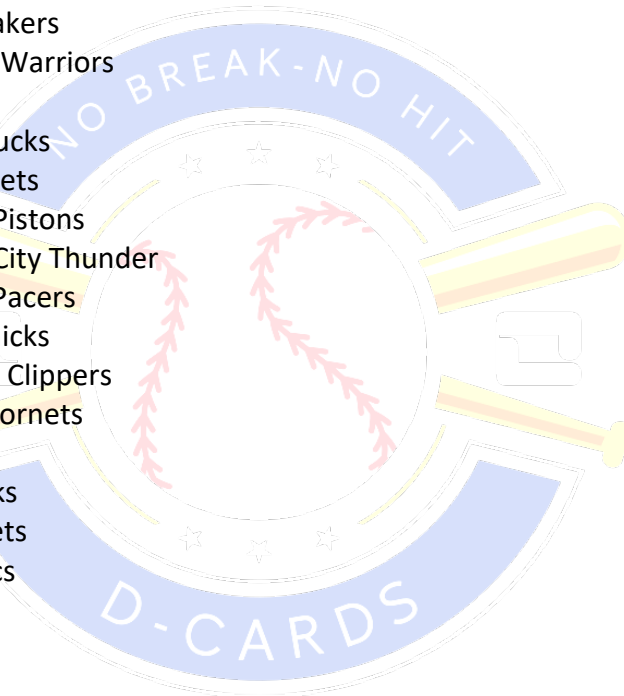 akers
Warriors
NO BREAK-NO HIT
ucks
ets
Pistons
City Thunder
Pacers
icks
Clippers
ornets
ks
ets
cs
D-CARDS